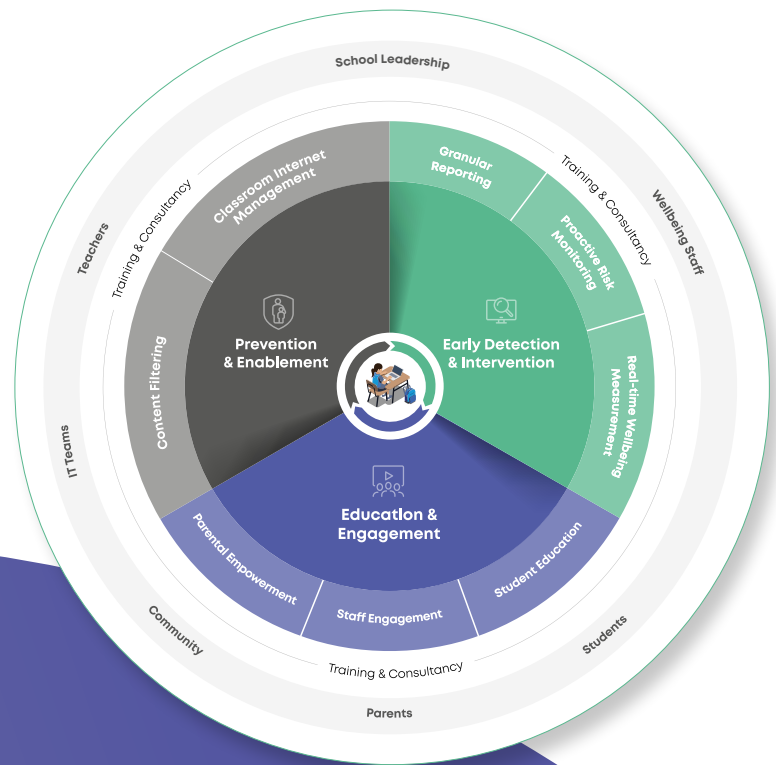 School Leadership
Teachers
Wellbeing Staff
IT Teams
Community
Students
Parents
Training & Consultancy
Training & Consultancy
Training & Consultancy
Classroom Internet
Management
Content Filtering
Granular
Reporting
Proactive Risk
Monitoring
Real-time Wellbeing
Measurement
Prevention
& Enablement
Early Detection
& Intervention
Education &
Engagement
Parental Empowerment
Staff Engagement
Student Education